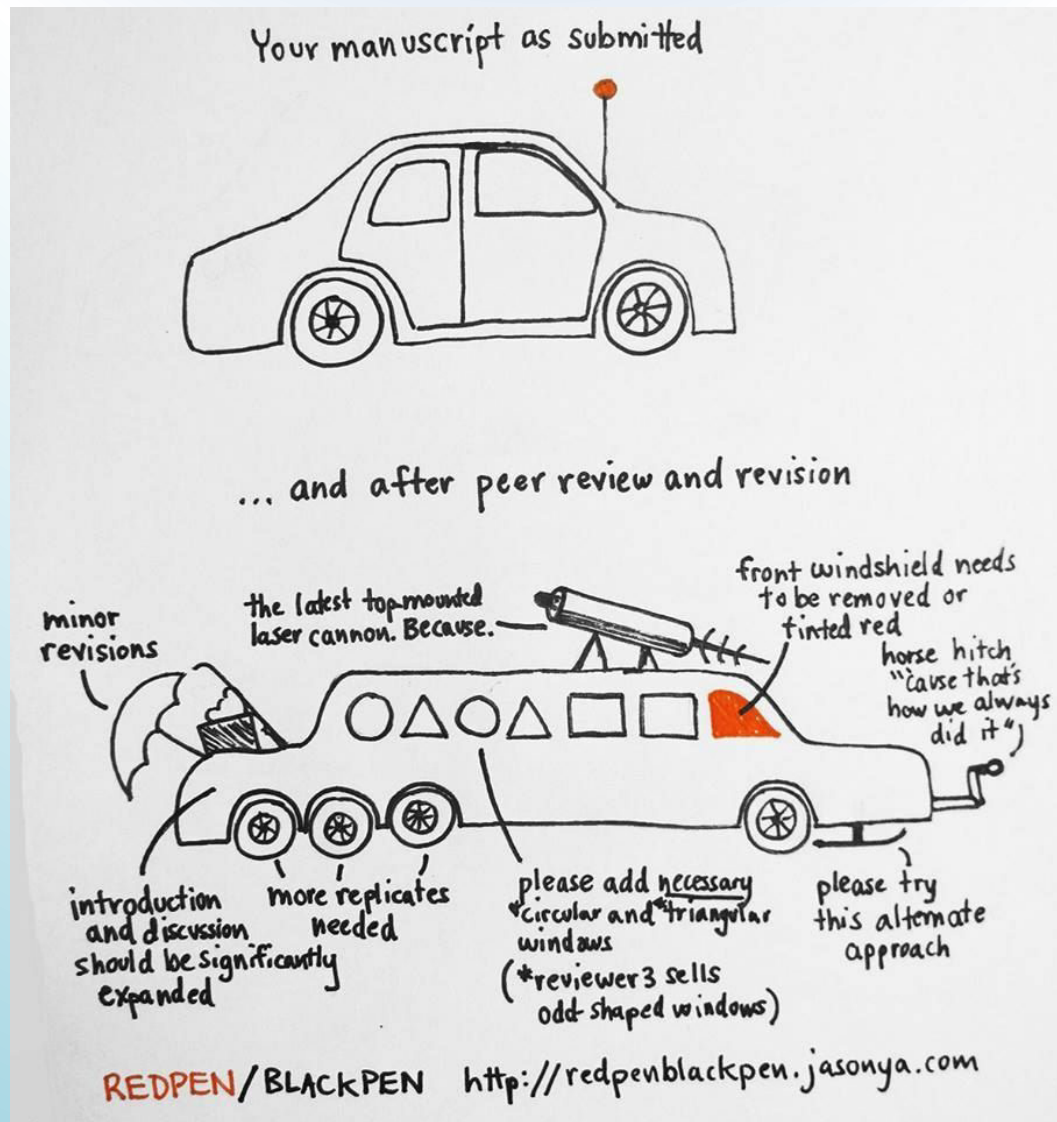 Your manuscript as submitted
... and after peer review and revision
minor
revisions
the latest top-mounted
laser cannon. Because.
front windshield needs
to be removed or
tinted red
horse hitch
"'cause that's
how we always
did it"
introduction
and discussion
should be significantly
expanded
more replicates
needed
please add necessary
*circular and *triangular
windows
(*reviewer 3 sells
odd-shaped windows)
please try
this alternate
approach
REDPEN/BLACKPEN http://redpenblackpen.jasonya.com